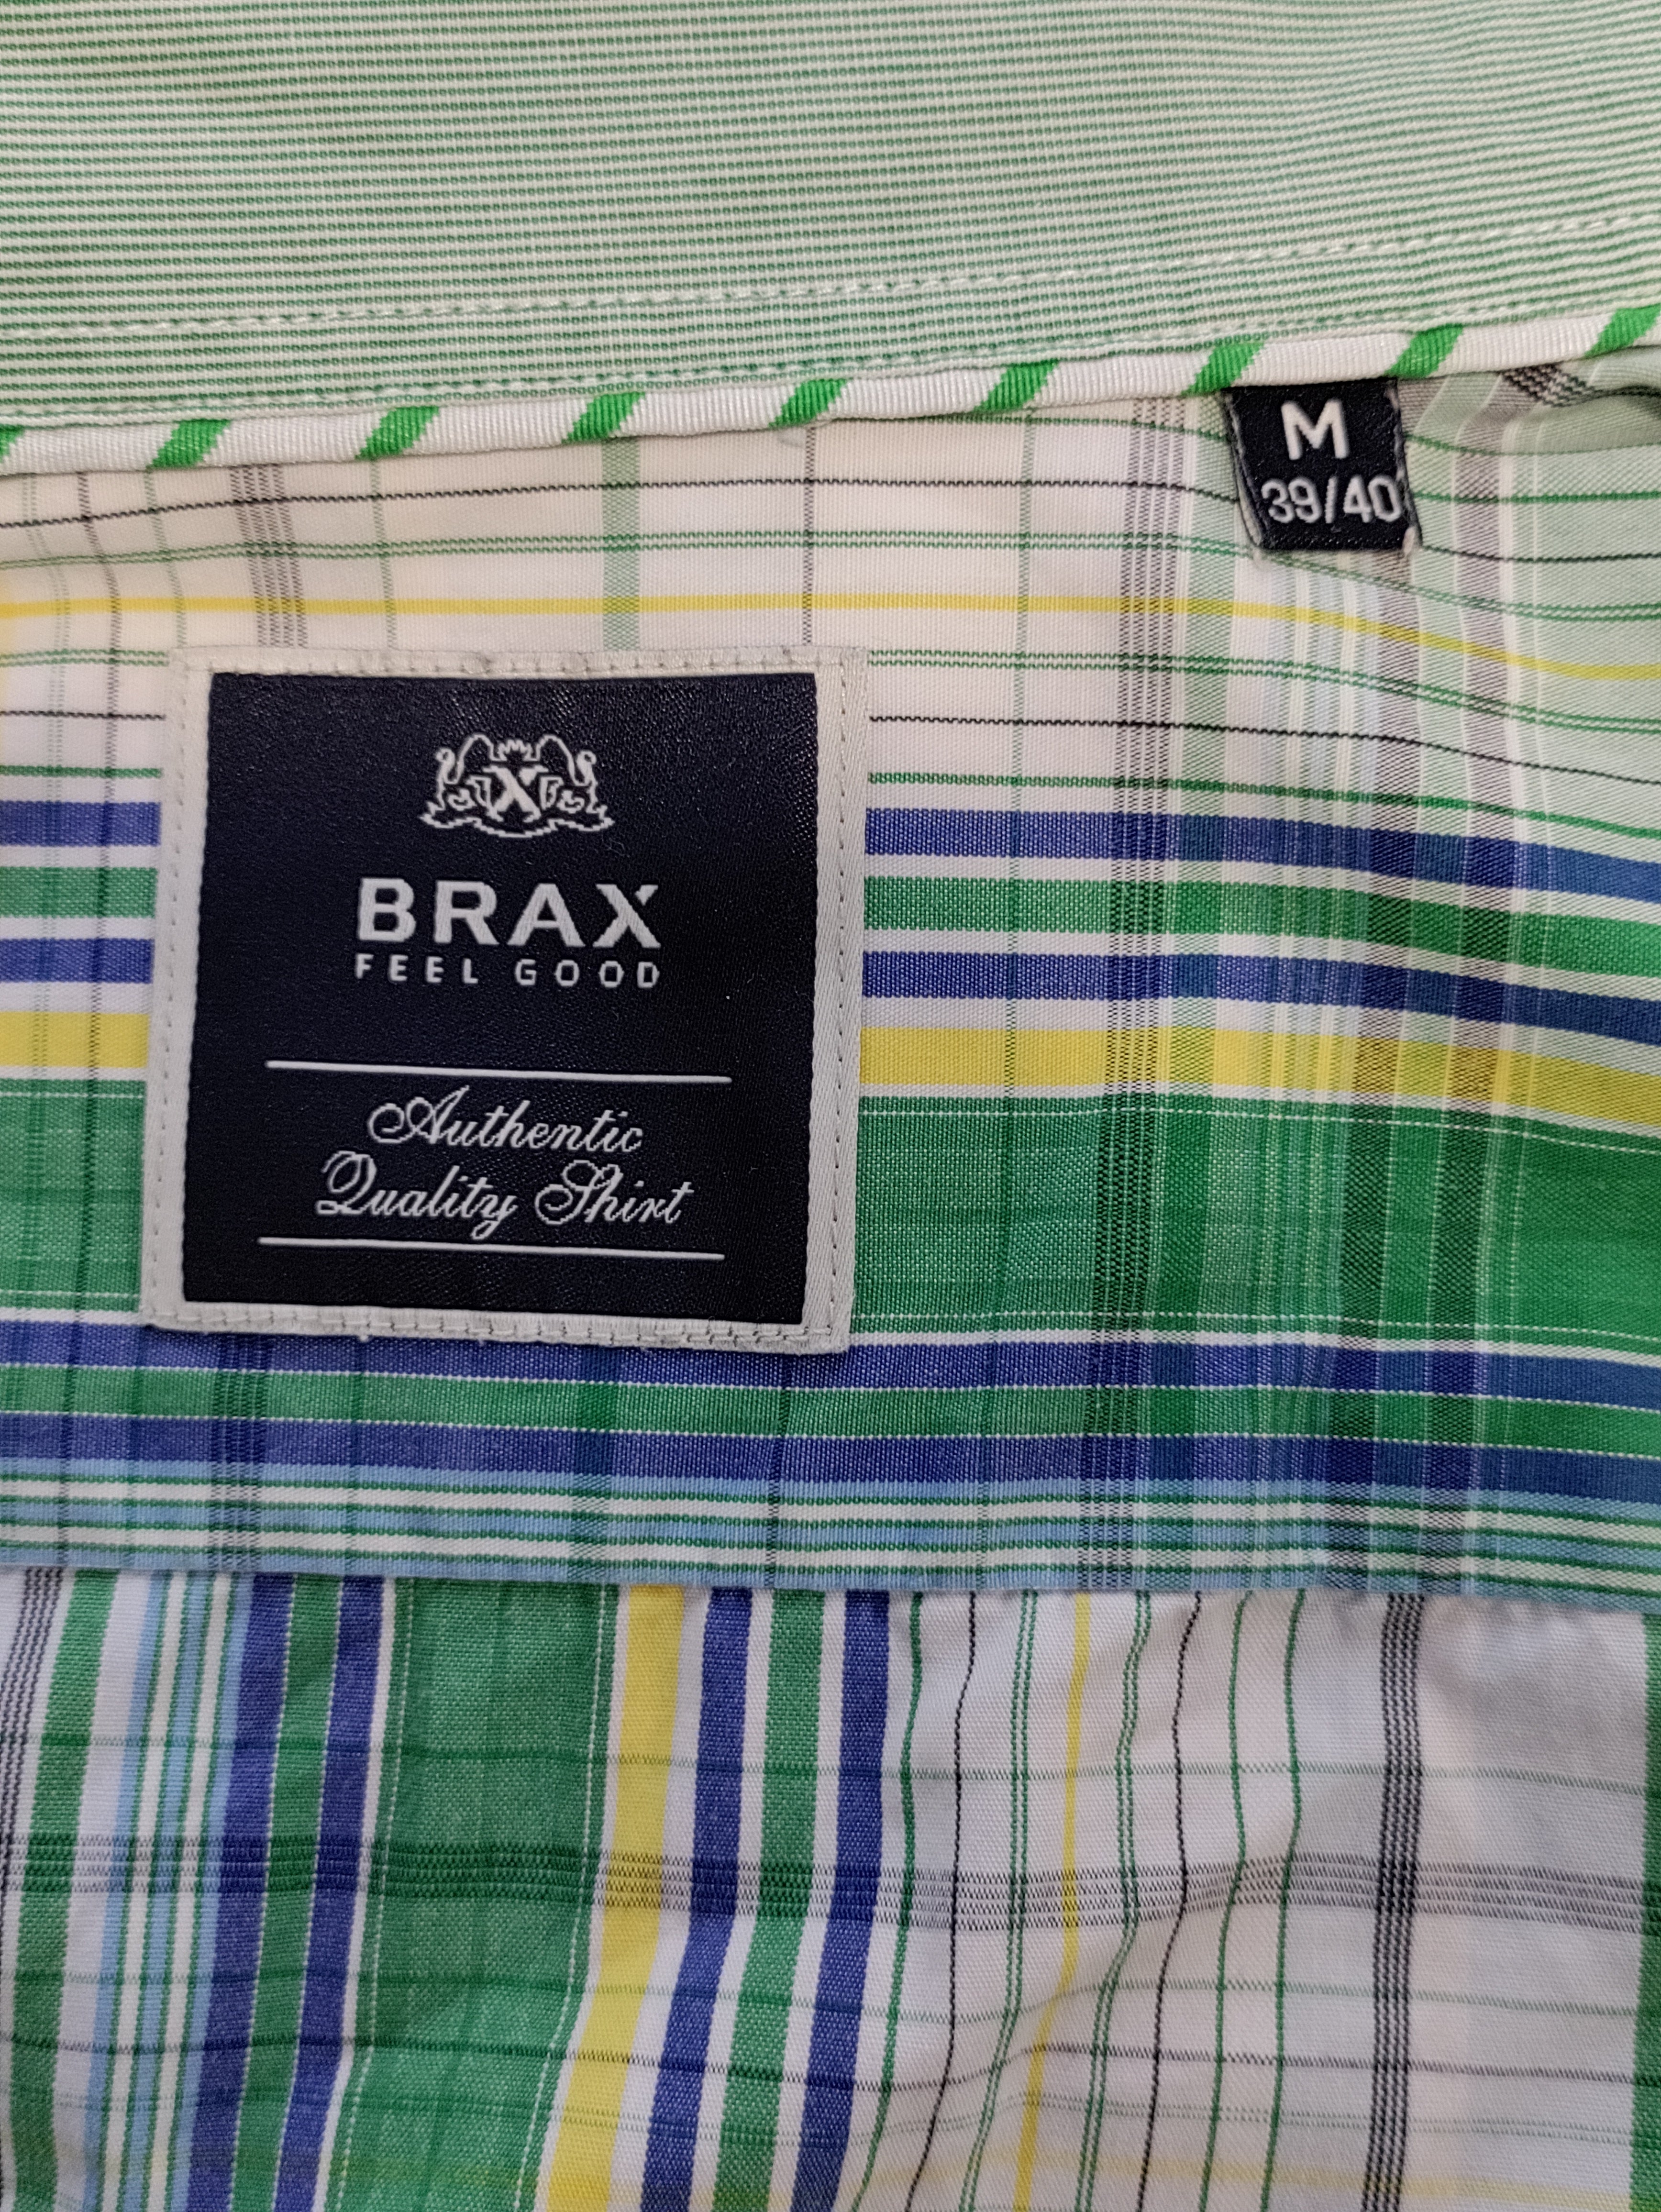 M
39/40
X
BRAX
FEEL GOOD
Authentic
Quality Shirt